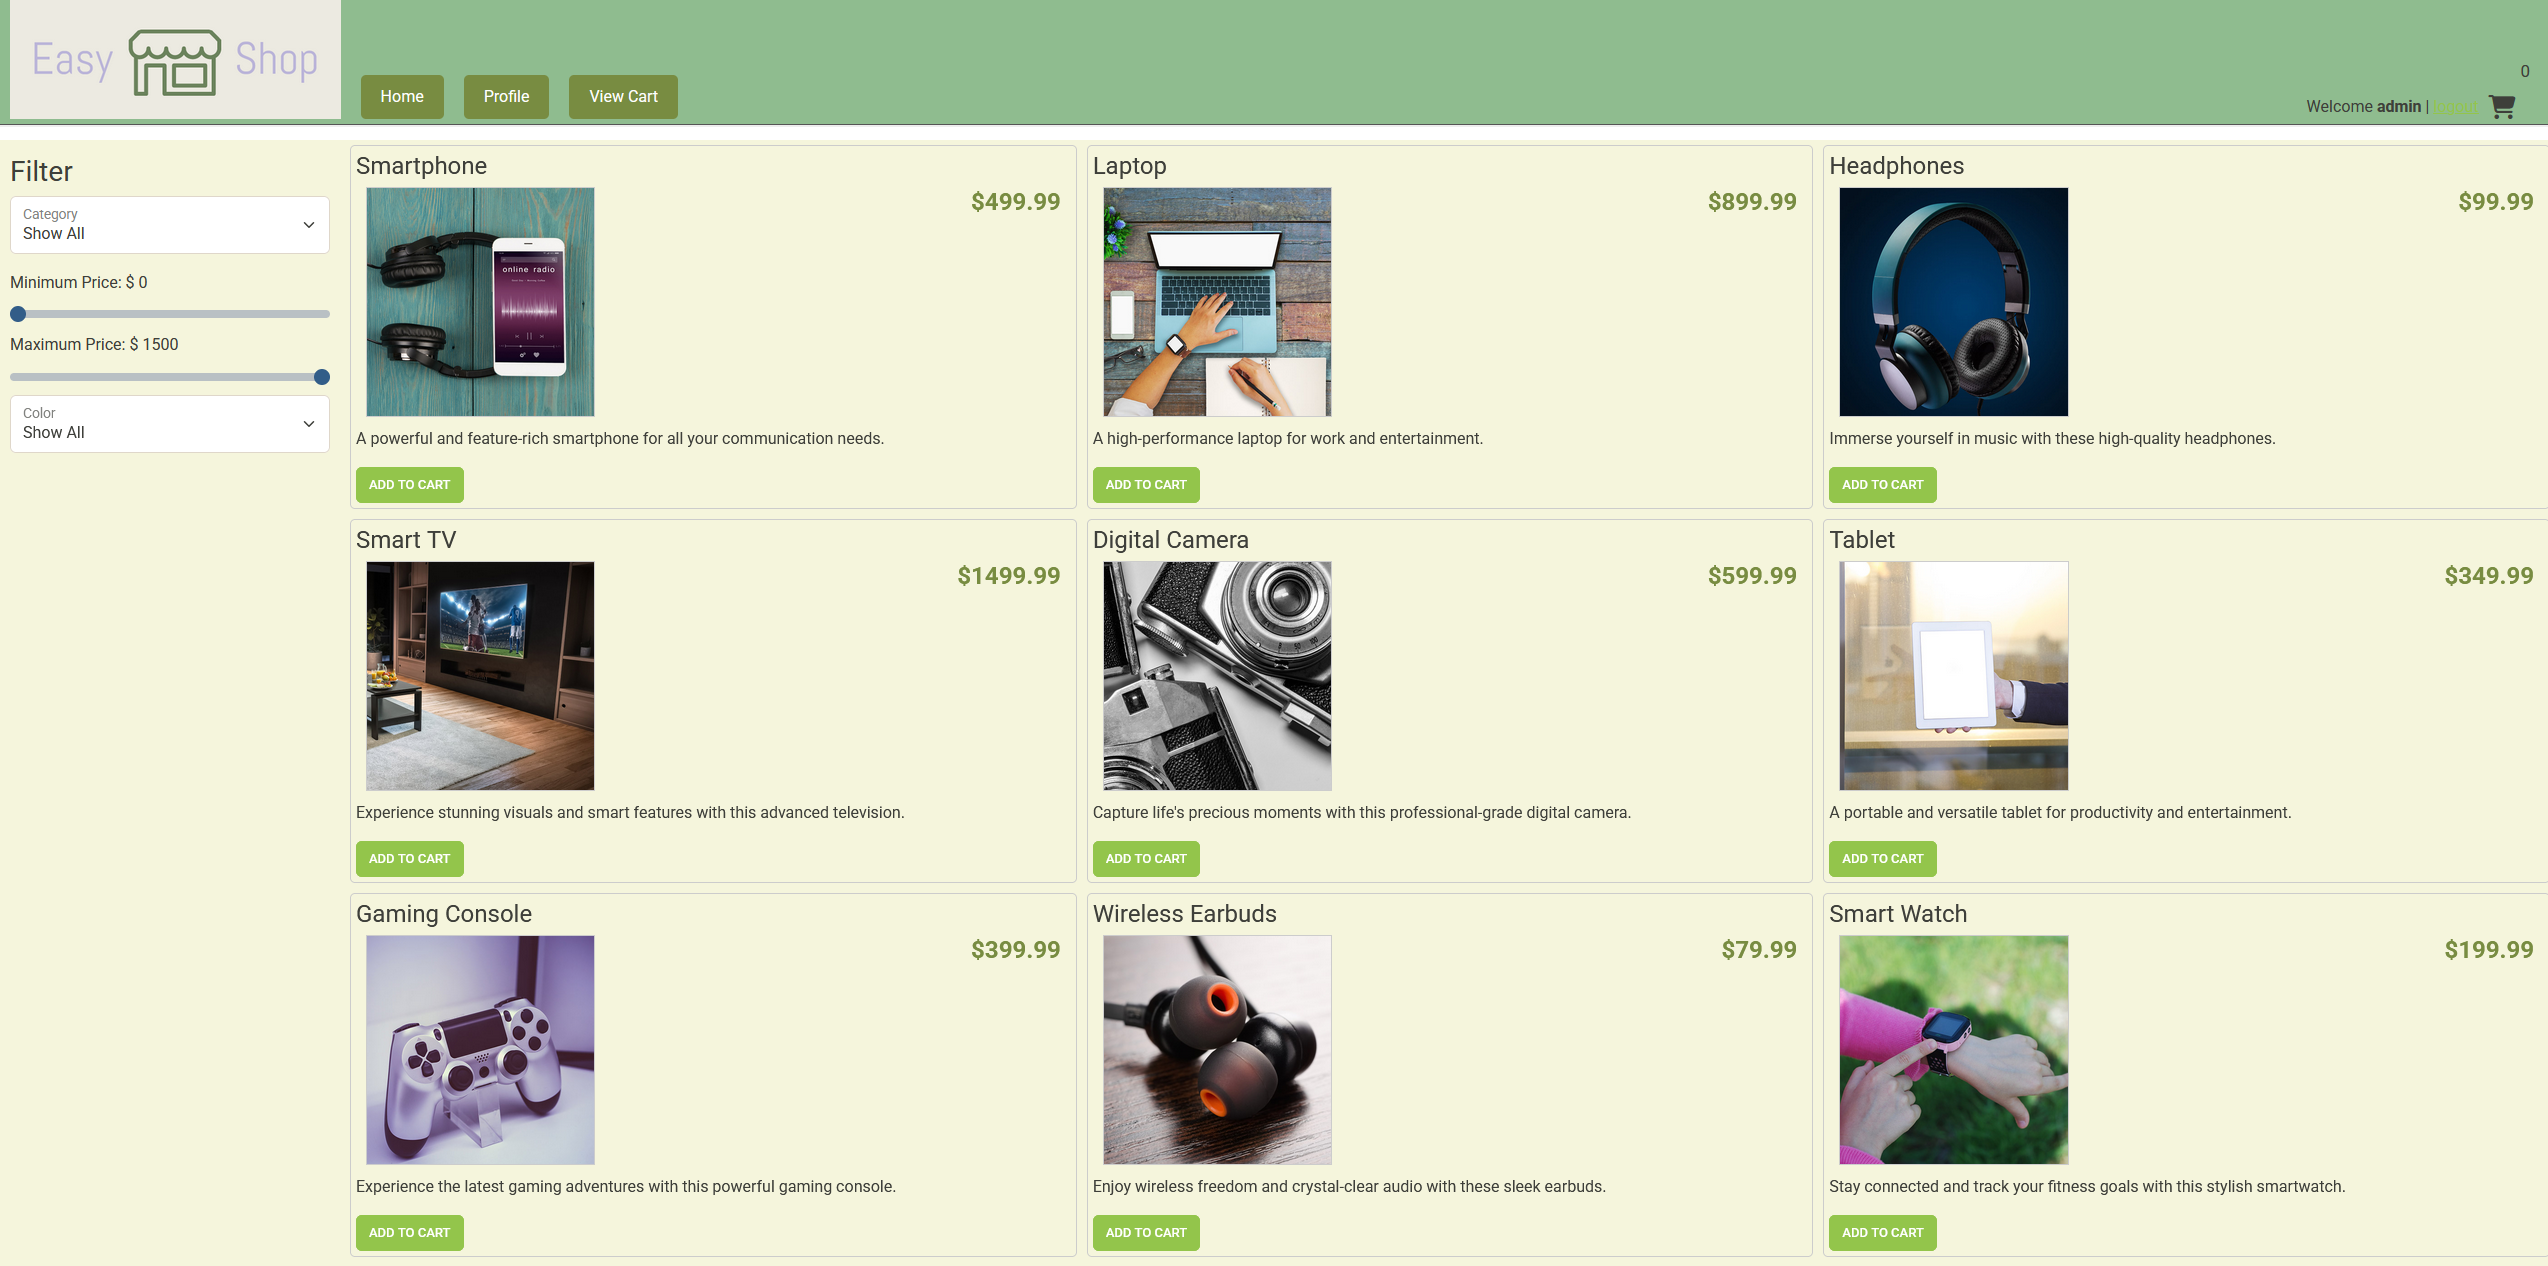 Easy Shop
Home Profile View Cart
0
Welcome admin | logout
Filter
Category
Show All
Minimum Price: $ 0
Maximum Price: $ 1500
Color
Show All
Smartphone
$499.99
online radio
A powerful and feature-rich smartphone for all your communication needs.
ADD TO CART
Laptop
$899.99
A high-performance laptop for work and entertainment.
ADD TO CART
Headphones
$99.99
Immerse yourself in music with these high-quality headphones.
ADD TO CART
Smart TV
$1499.99
Experience stunning visuals and smart features with this advanced television.
ADD TO CART
Digital Camera
$599.99
Capture life's precious moments with this professional-grade digital camera.
ADD TO CART
Tablet
$349.99
A portable and versatile tablet for productivity and entertainment.
ADD TO CART
Gaming Console
$399.99
Experience the latest gaming adventures with this powerful gaming console.
ADD TO CART
Wireless Earbuds
$79.99
Enjoy wireless freedom and crystal-clear audio with these sleek earbuds.
ADD TO CART
Smart Watch
$199.99
Stay connected and track your fitness goals with this stylish smartwatch.
ADD TO CART